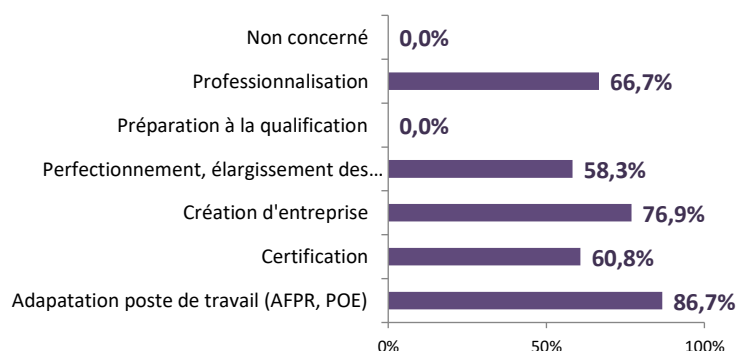 Non concerné 0,0%
Professionnalisation 66,7%
Préparation à la qualification 0,0%
Perfectionnement, élargissement des… 58,3%
Création d'entreprise 76,9%
Certification 60,8%
Adapatation poste de travail (AFPR, POE) 86,7%
0% 50% 100%